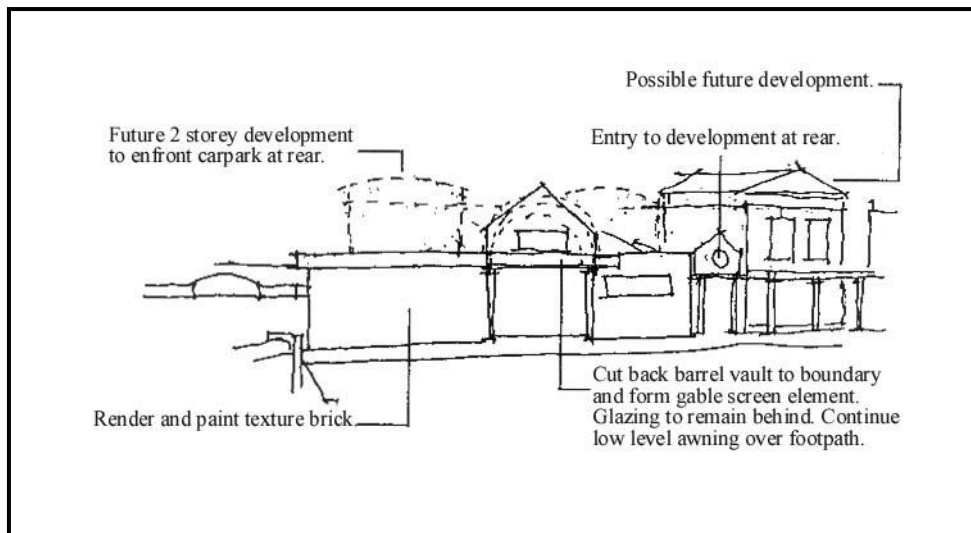 Possible future development.
Future 2 storey development
to enfront carpark at rear.
Entry to development at rear.
Cut back barrel vault to boundary
and form gable screen element.
Glazing to remain behind. Continue
low level awning over footpath.
Render and paint texture brick